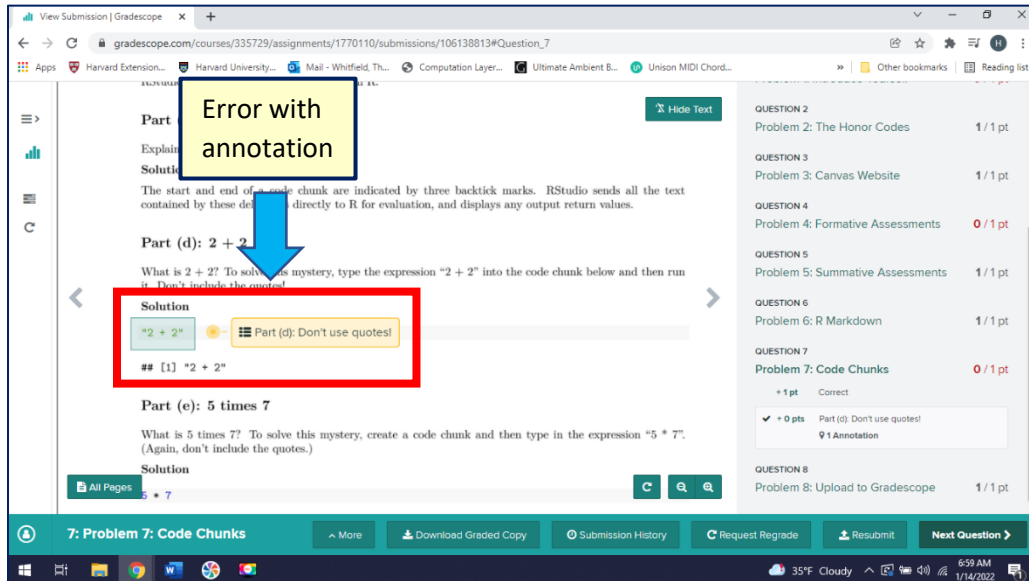 View Submission | Gradescope
gradescope.com/courses/335729/assignments/1770110/submissions/106138813#Question_7
H
Apps
Harvard Extension...
Harvard University...
Mail - Whitfield, Th...
Computation Layer...
Ultimate Ambient B...
Unison MIDI Chord...
»
Other bookmarks
Reading list
Error with
annotation
Hide Text
Part
Explain
Solutio
The start and end of a code chunk are indicated by three backtick marks. RStudio sends all the text
contained by these de directly to R for evaluation, and displays any output return values.
Part (d): 2 + 2
What is 2 + 2? To solve this mystery, type the expression “2 + 2” into the code chunk below and then run
it. Don't include the quotes!
Solution
"2 + 2"
Part (d): Don't use quotes!
## [1] "2 + 2"
Part (e): 5 times 7
What is 5 times 7? To solve this mystery, create a code chunk and then type in the expression “5 * 7”.
(Again, don't include the quotes.)
Solution
5 * 7
All Pages
QUESTION 2
Problem 2: The Honor Codes 1 / 1 pt
QUESTION 3
Problem 3: Canvas Website 1 / 1 pt
QUESTION 4
Problem 4: Formative Assessments 0 / 1 pt
QUESTION 5
Problem 5: Summative Assessments 1 / 1 pt
QUESTION 6
Problem 6: R Markdown 1 / 1 pt
QUESTION 7
Problem 7: Code Chunks 0 / 1 pt
+ 1 pt Correct
+ 0 pts Part (d): Don't use quotes!
1 Annotation
QUESTION 8
Problem 8: Upload to Gradescope 1 / 1 pt
7: Problem 7: Code Chunks
More
Download Graded Copy
Submission History
Request Regrade
Resubmit
Next Question
35°F Cloudy
6:59 AM
1/14/2022